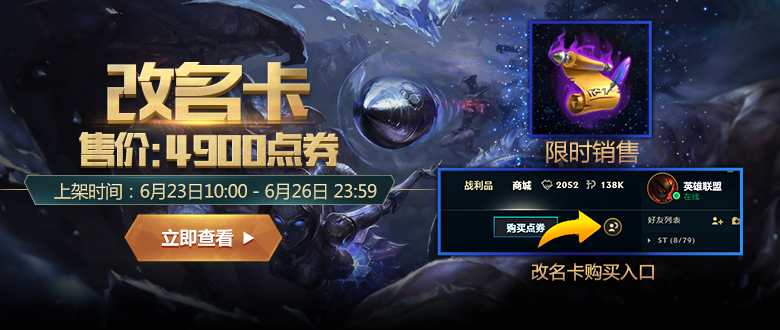 改名卡
售价:4900点券
上架时间：6月23日10:00 - 6月26日 23:59
立即查看
限时销售
战利品 商城 2052 138K
英雄联盟
在线
购买点券
好友列表
ST (8/79)
改名卡购买入口